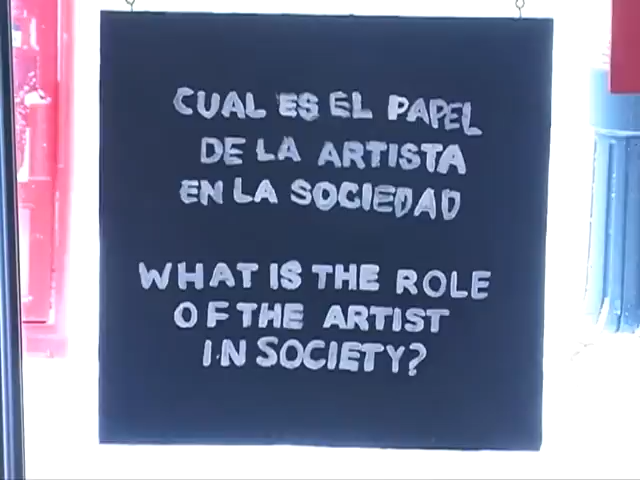 CUAL ES EL PAPEL
DE LA ARTISTA
EN LA SOCIEDAD
WHAT IS THE ROLE
OF THE ARTIST
IN SOCIETY?